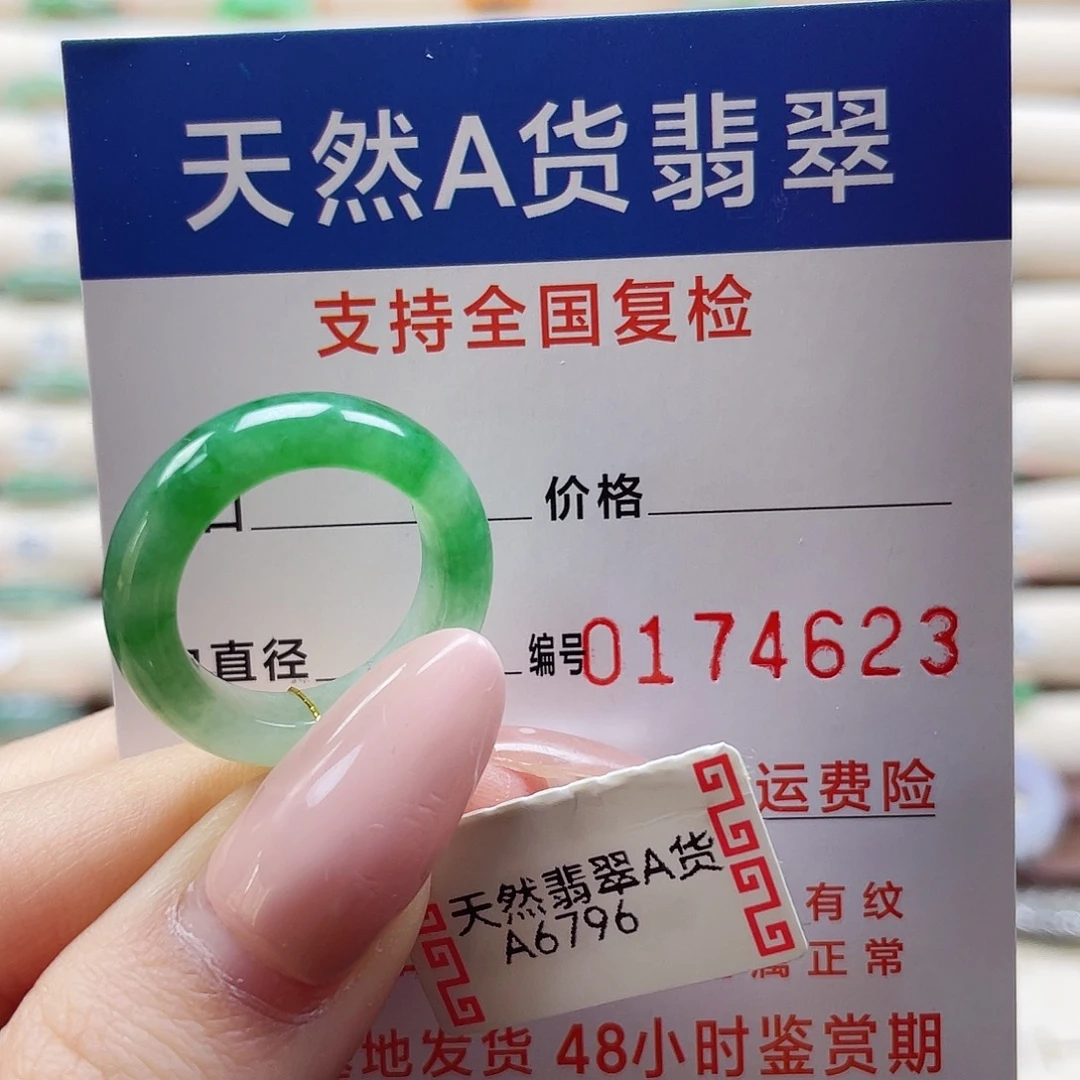 天然A货翡翠
支持全国复检
价格
直径 编号0174623
运费险
天然翡翠A货
A6796
有纹
正常
地发货 48小时鉴赏期